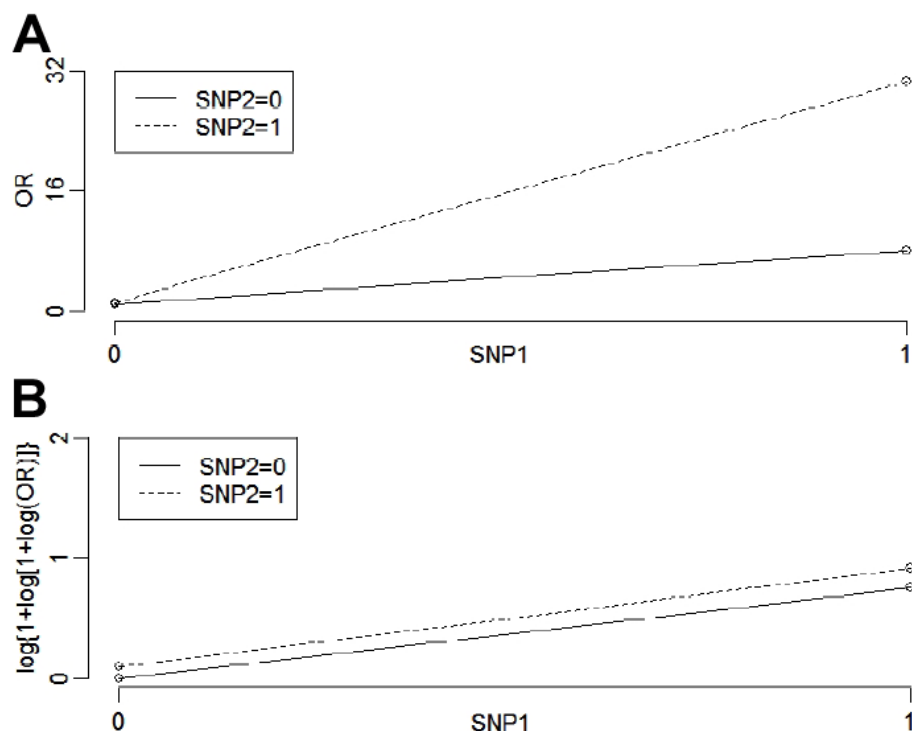 A
32
16
0
OR
SNP2=0
SNP2=1
0
SNP1
1
B
2
1
0
log{1+log[1+log(OR)]}
SNP2=0
SNP2=1
0
SNP1
1